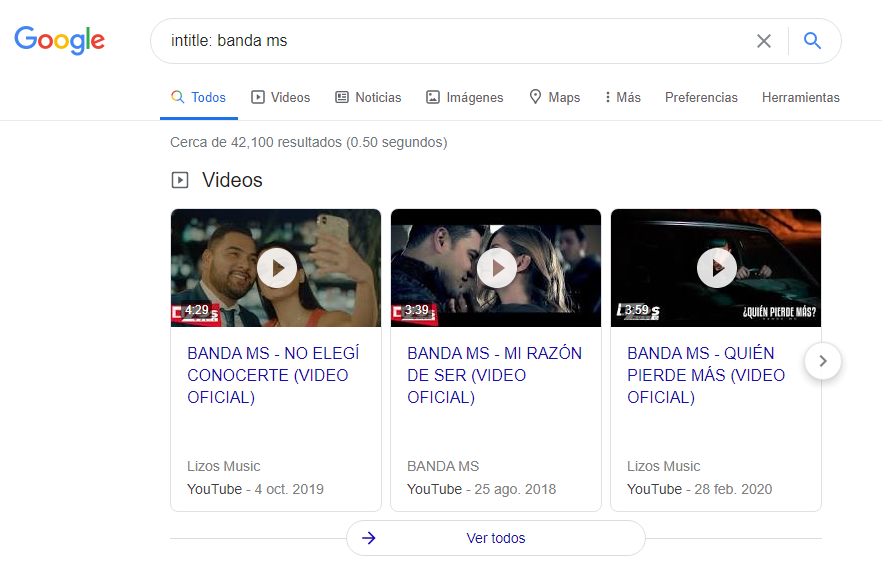 Google
intitle: banda ms
Todos Videos Noticias Imágenes Maps Más Preferencias Herramientas
Cerca de 42,100 resultados (0.50 segundos)
Videos
4:29
3:39
3:59
¿QUIÉN PIERDE MÁS?
BANDA MS - NO ELEGÍ
CONOCERTE (VIDEO
OFICIAL)
Lizos Music
YouTube - 4 oct. 2019
BANDA MS - MI RAZÓN
DE SER (VIDEO
OFICIAL)
BANDA MS
YouTube - 25 ago. 2018
BANDA MS - QUIÉN
PIERDE MÁS (VIDEO
OFICIAL)
Lizos Music
YouTube - 28 feb. 2020
Ver todos